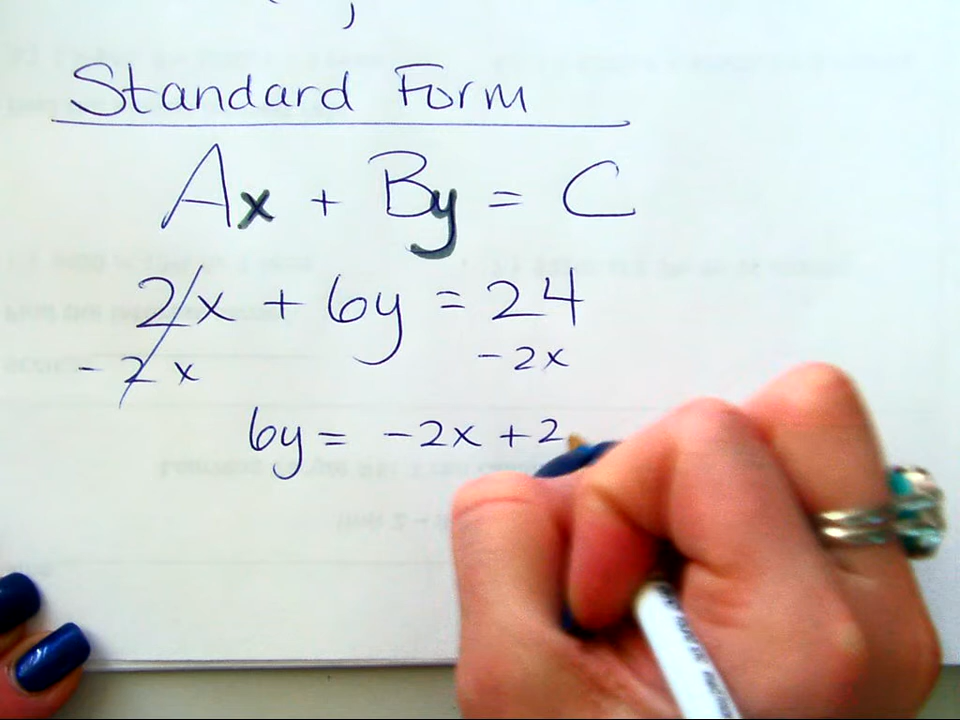 Standard Form
Ax + By = C
2x + 6y = 24
- 2x - 2x
6y = -2x + 2